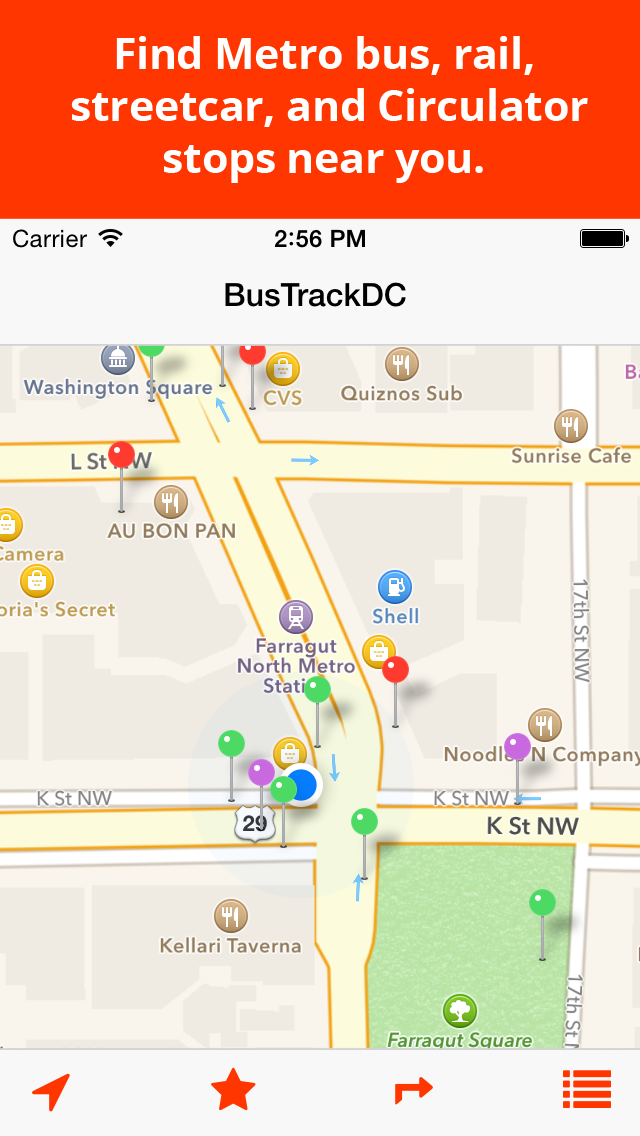 Find Metro bus, rail,
streetcar, and Circulator
stops near you.
Carrier
2:56 PM
BusTrackDC
Washington Square
CVS
Quiznos Sub
Ba
L St NW
Sunrise Cafe
AU BON PAN
Camera
oria's Secret
Shell
17th St NW
Farragut
North Metro
Station
Noodles N Company
K St NW
K St NW
29
K St NW
Kellari Taverna
17th St N
Farragut Square